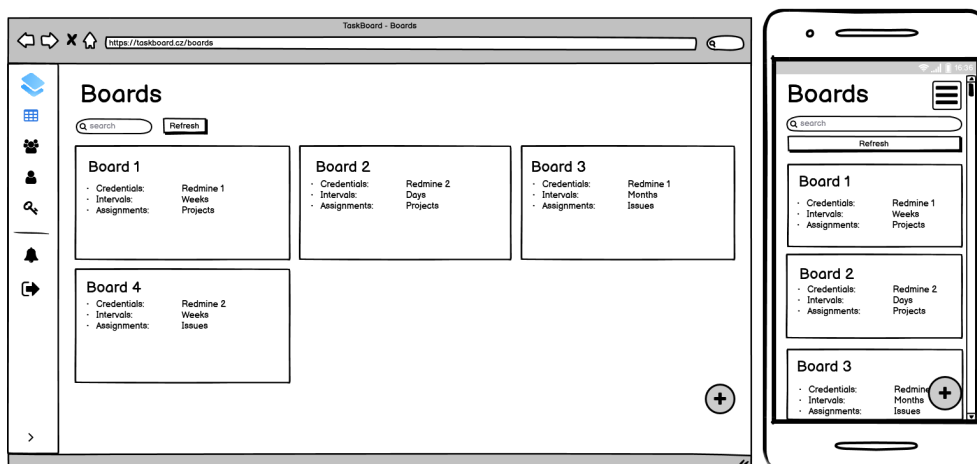 TaskBoard - Boards
https://taskboard.cz/boards
Boards
search
Refresh
Board 1
· Credentials: Redmine 1
· Intervals: Weeks
· Assignments: Projects
Board 2
· Credentials: Redmine 2
· Intervals: Days
· Assignments: Projects
Board 3
· Credentials: Redmine 1
· Intervals: Months
· Assignments: Issues
Board 4
· Credentials: Redmine 2
· Intervals: Weeks
· Assignments: Issues
16:36
Boards
search
Refresh
Board 1
· Credentials: Redmine 1
· Intervals: Weeks
· Assignments: Projects
Board 2
· Credentials: Redmine 2
· Intervals: Days
· Assignments: Projects
Board 3
· Credentials: Redmine
· Intervals: Months
· Assignments: Issues